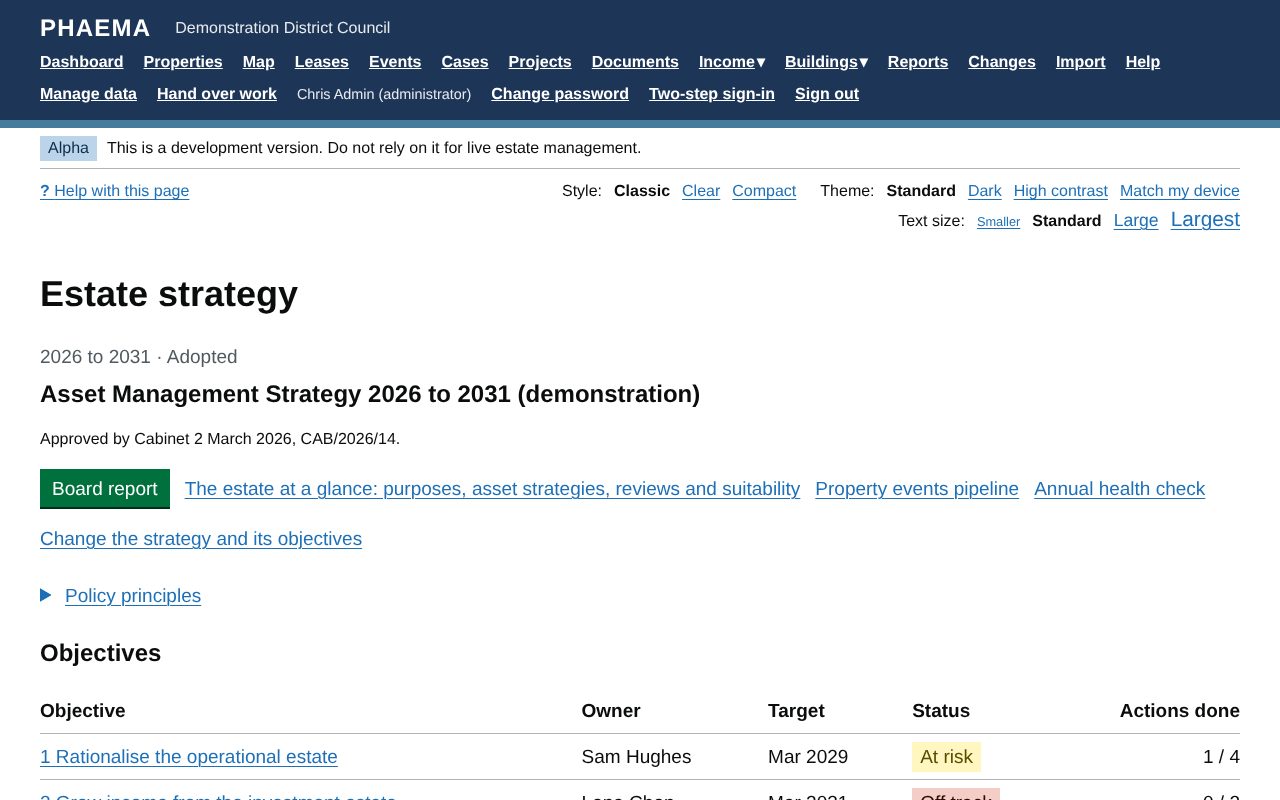 PHAEMA Demonstration District Council
Dashboard Properties Map Leases Events Cases Projects Documents Income▾ Buildings▾ Reports Changes Import Help
Manage data Hand over work Chris Admin (administrator) Change password Two-step sign-in Sign out
Alpha This is a development version. Do not rely on it for live estate management.
? Help with this page Style: Classic Clear Compact Theme: Standard Dark High contrast Match my device
Text size: Smaller Standard Large Largest
Estate strategy
2026 to 2031 · Adopted
Asset Management Strategy 2026 to 2031 (demonstration)
Approved by Cabinet 2 March 2026, CAB/2026/14.
Board report The estate at a glance: purposes, asset strategies, reviews and suitability Property events pipeline Annual health check
Change the strategy and its objectives
Policy principles
Objectives
Objective Owner Target Status Actions done
1 Rationalise the operational estate Sam Hughes Mar 2029 At risk 1 / 4